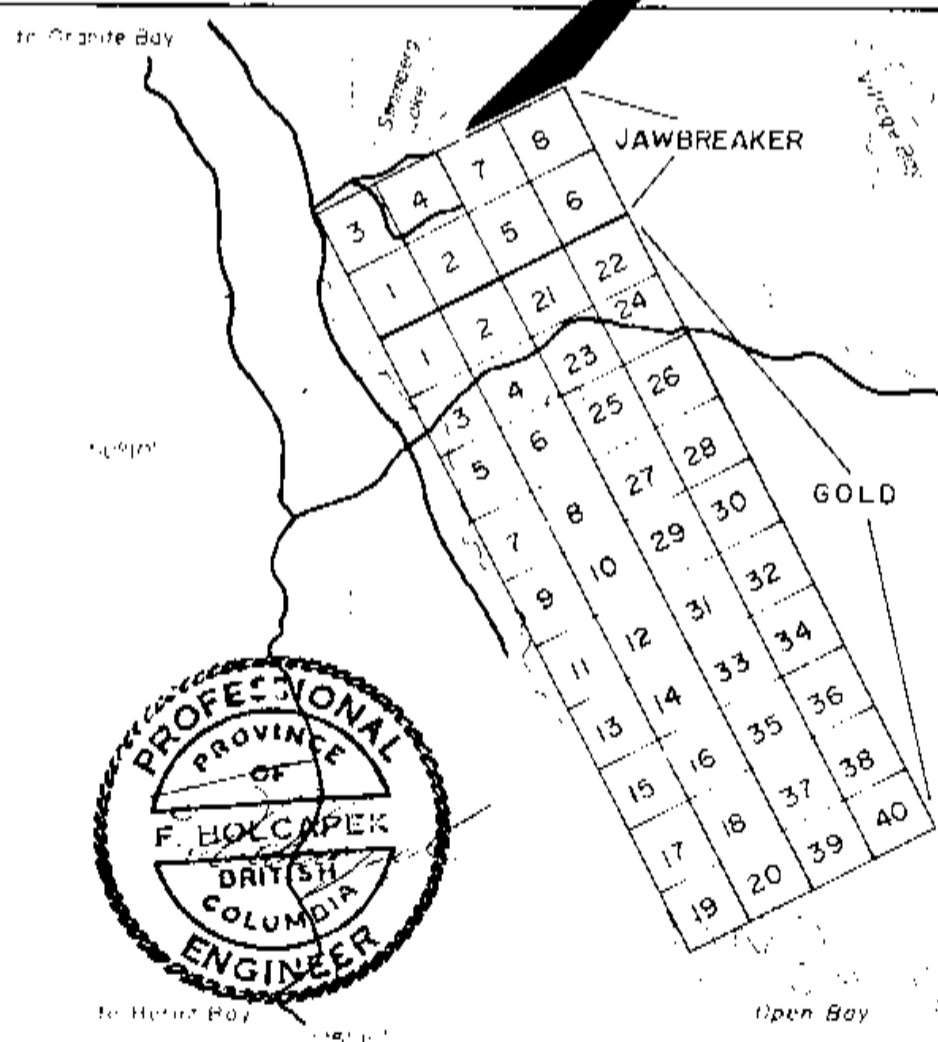 to Granite Bay
JAWBREAKER
3 4 7 8
1 2 5 6
1 2 21 22
3 4 23 24
5 6 25 26
7 8 27 28
9 10 29 30
11 12 31 32
13 14 33 34
15 16 35 36
17 18 37 38
19 20 39 40
GOLD
PROFESSIONAL
PROVINCE
OF
F. HOLCAPEK
BRITISH
COLUMBIA
ENGINEER
Bay
Open Bay